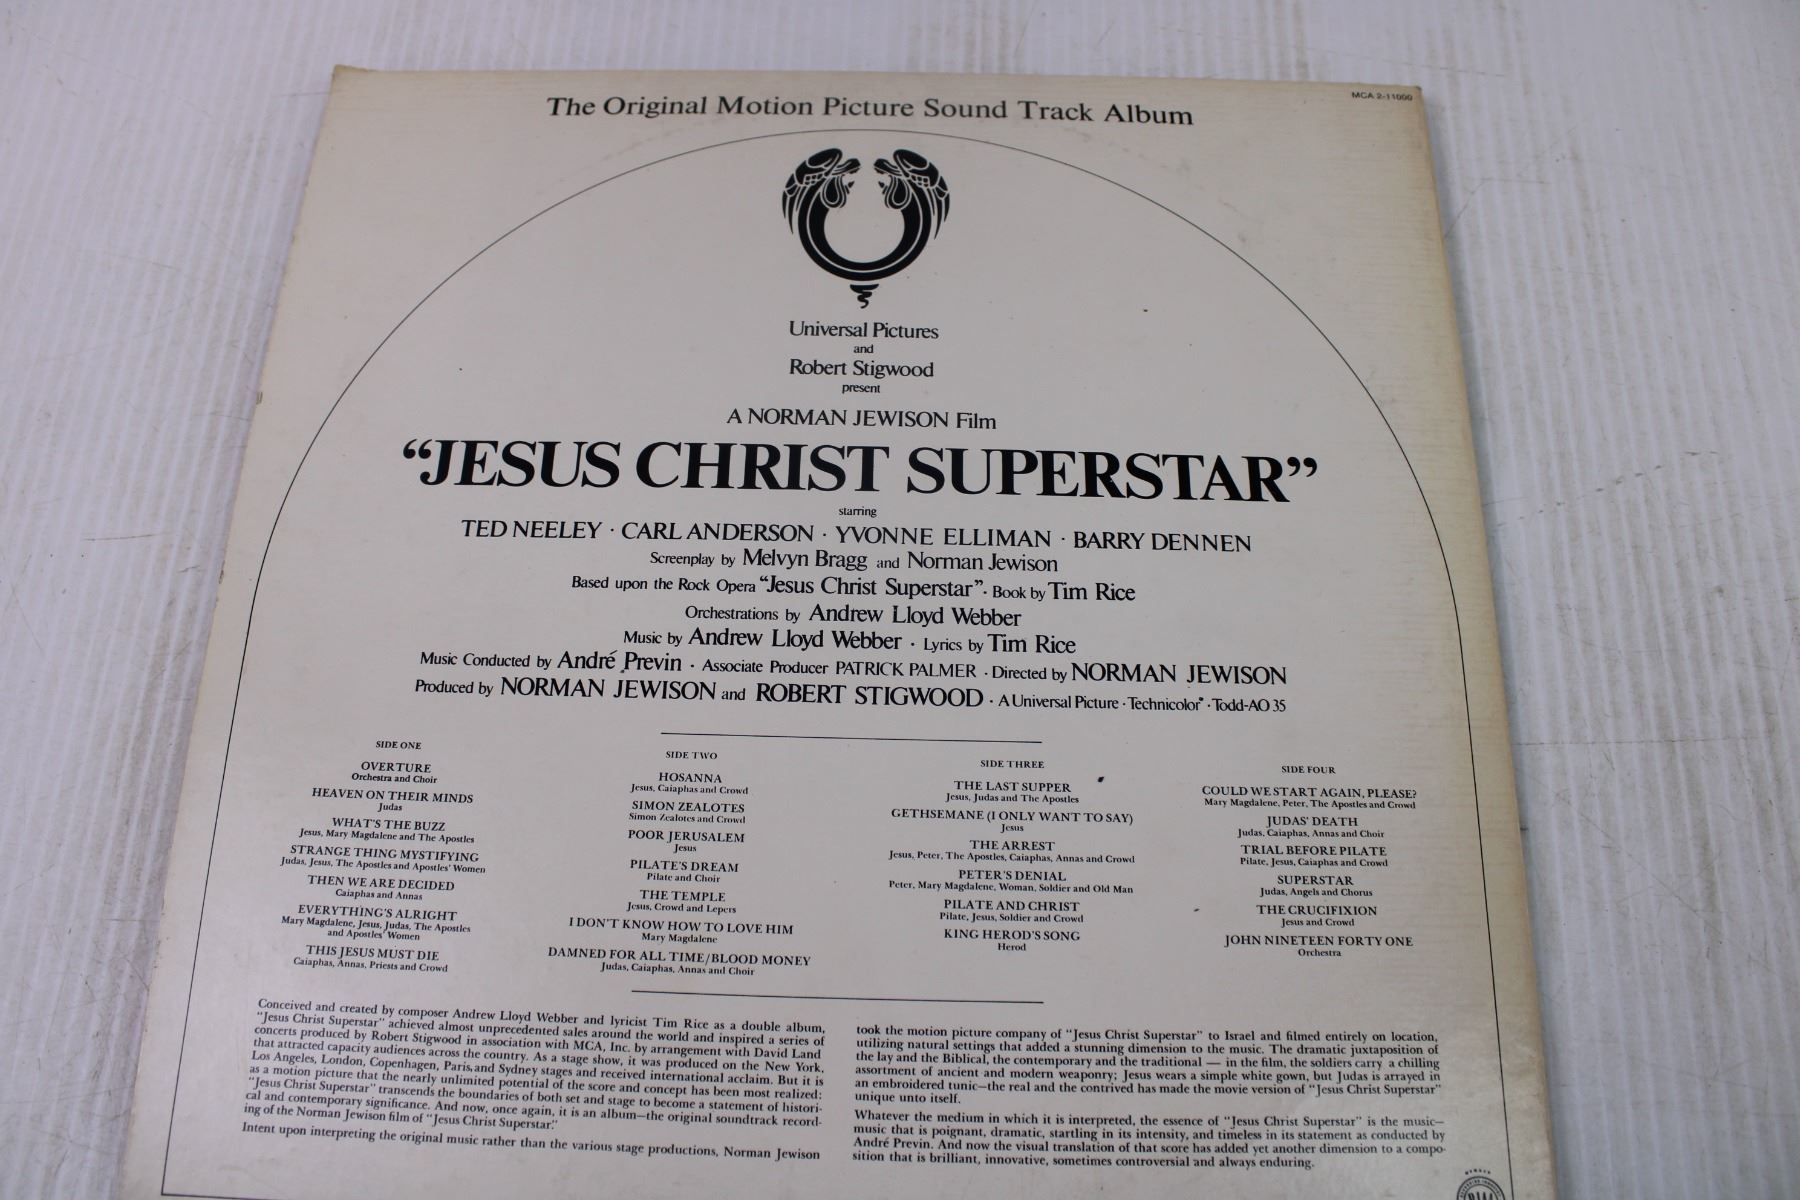 MCA 2-11000
The Original Motion Picture Sound Track Album
Universal Pictures
and
Robert Stigwood
present
A NORMAN JEWISON Film
“JESUS CHRIST SUPERSTAR”
starring
TED NEELEY · CARL ANDERSON · YVONNE ELLIMAN · BARRY DENNEN
Screenplay by Melvyn Bragg and Norman Jewison
Based upon the Rock Opera “Jesus Christ Superstar” · Book by Tim Rice
Orchestrations by Andrew Lloyd Webber
Music by Andrew Lloyd Webber · Lyrics by Tim Rice
Music Conducted by André Previn · Associate Producer PATRICK PALMER · Directed by NORMAN JEWISON
Produced by NORMAN JEWISON and ROBERT STIGWOOD · A Universal Picture · Technicolor® · Todd-AO 35
SIDE ONE
OVERTURE
Orchestra and Choir
HEAVEN ON THEIR MINDS
Judas
WHAT'S THE BUZZ
Jesus, Mary Magdalene and The Apostles
STRANGE THING MYSTIFYING
Judas, Jesus, The Apostles and Apostles' Women
THEN WE ARE DECIDED
Caiaphas and Annas
EVERYTHING'S ALRIGHT
Mary Magdalene, Jesus, Judas, The Apostles
and Apostles' Women
THIS JESUS MUST DIE
Caiaphas, Annas, Priests and Crowd
SIDE TWO
HOSANNA
Jesus, Caiaphas and Crowd
SIMON ZEALOTES
Simon Zealotes and Crowd
POOR JERUSALEM
Jesus
PILATE'S DREAM
Pilate and Choir
THE TEMPLE
Jesus, Crowd and Lepers
I DON'T KNOW HOW TO LOVE HIM
Mary Magdalene
DAMNED FOR ALL TIME/BLOOD MONEY
Judas, Caiaphas, Annas and Choir
SIDE THREE
THE LAST SUPPER
Jesus, Judas and The Apostles
GETHSEMANE (I ONLY WANT TO SAY)
Jesus
THE ARREST
Jesus, Peter, The Apostles, Caiaphas, Annas and Crowd
PETER'S DENIAL
Peter, Mary Magdalene, Woman, Soldier and Old Man
PILATE AND CHRIST
Pilate, Jesus, Soldier and Crowd
KING HEROD'S SONG
Herod
SIDE FOUR
COULD WE START AGAIN, PLEASE?
Mary Magdalene, Peter, The Apostles and Crowd
JUDAS' DEATH
Judas, Caiaphas, Annas and Choir
TRIAL BEFORE PILATE
Pilate, Jesus, Caiaphas and Crowd
SUPERSTAR
Judas, Angels and Chorus
THE CRUCIFIXION
Jesus and Crowd
JOHN NINETEEN FORTY ONE
Orchestra
Conceived and created by composer Andrew Lloyd Webber and lyricist Tim Rice as a double album,
"Jesus Christ Superstar" achieved almost unprecedented sales around the world and inspired a series of
concerts produced by Robert Stigwood in association with MCA, Inc. by arrangement with David Land
that attracted capacity audiences across the country. As a stage show, it was produced on the New York,
Los Angeles, London, Copenhagen, Paris, and Sydney stages and received international acclaim. But it is
as a motion picture that the nearly unlimited potential of the score and concept has been most realized:
"Jesus Christ Superstar" transcends the boundaries of both set and stage to become a statement of histori-
cal and contemporary significance. And now, once again, it is an album—the original soundtrack record-
ing of the Norman Jewison film of "Jesus Christ Superstar."
Intent upon interpreting the original music rather than the various stage productions, Norman Jewison
took the motion picture company of "Jesus Christ Superstar" to Israel and filmed entirely on location,
utilizing natural settings that added a stunning dimension to the music. The dramatic juxtaposition of
the lay and the Biblical, the contemporary and the traditional — in the film, the soldiers carry a chilling
assortment of ancient and modern weaponry; Jesus wears a simple white gown, but Judas is arrayed in
an embroidered tunic—the real and the contrived has made the movie version of "Jesus Christ Superstar"
unique unto itself.
Whatever the medium in which it is interpreted, the essence of "Jesus Christ Superstar" is the music—
music that is poignant, dramatic, startling in its intensity, and timeless in its statement as conducted by
André Previn. And now the visual translation of that score has added yet another dimension to a compo-
sition that is brilliant, innovative, sometimes controversial and always enduring.